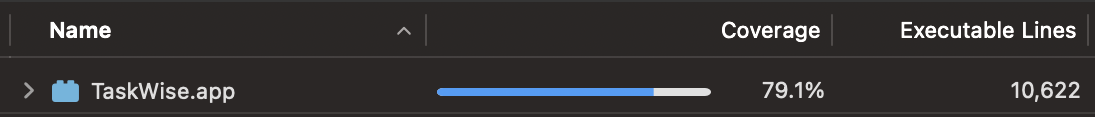 Name Coverage Executable Lines
TaskWise.app 79.1% 10,622